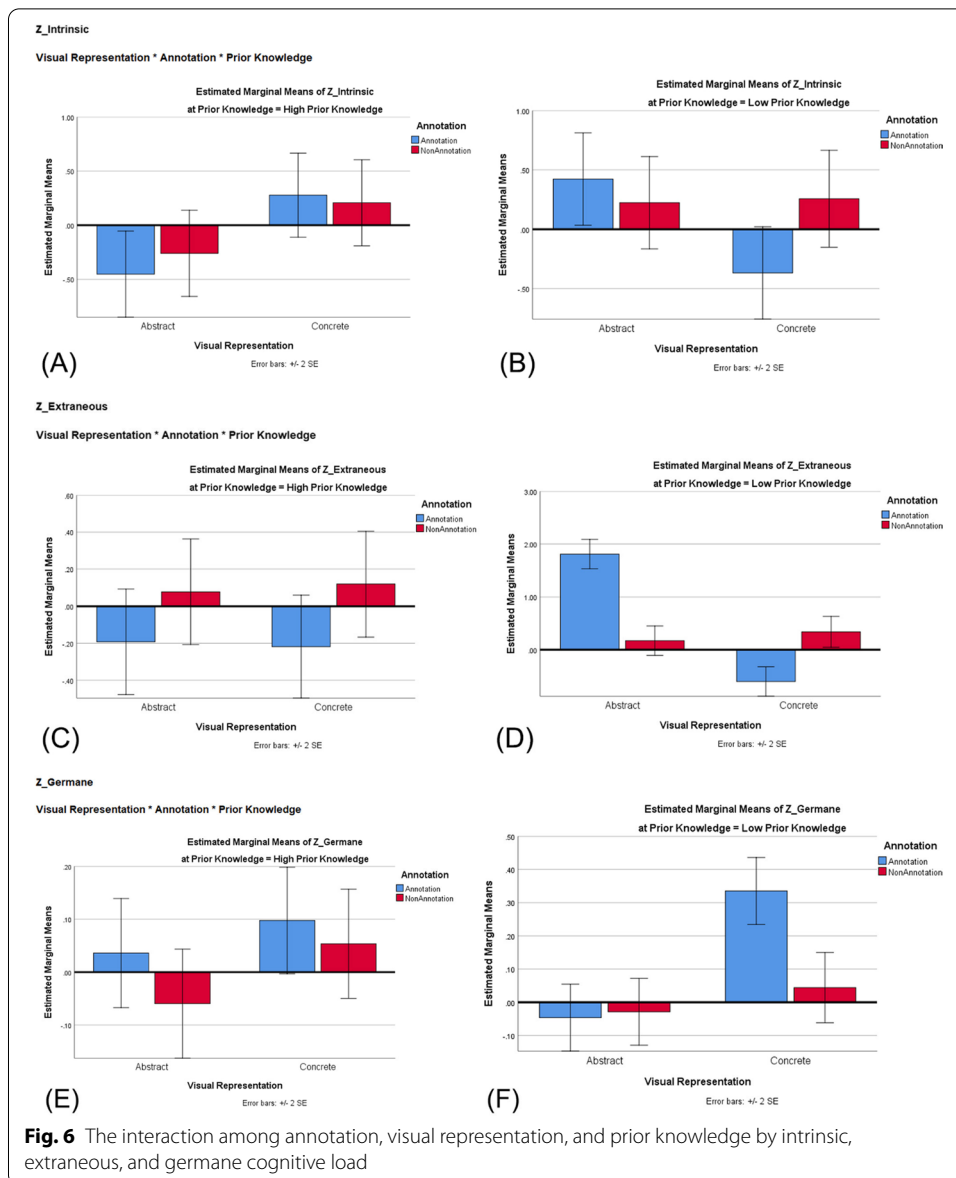 Z_Intrinsic
Visual Representation * Annotation * Prior Knowledge
Estimated Marginal Means of Z_Intrinsic
at Prior Knowledge = High Prior Knowledge
Annotation
Annotation
NonAnnotation
Estimated Marginal Means
1.00
.50
.00
-.50
Abstract
Concrete
Visual Representation
Error bars: +/- 2 SE
(A)
Estimated Marginal Means of Z_Intrinsic
at Prior Knowledge = Low Prior Knowledge
Annotation
Annotation
NonAnnotation
Estimated Marginal Means
1.00
.50
.00
-.50
Abstract
Concrete
Visual Representation
Error bars: +/- 2 SE
(B)
Z_Extraneous
Visual Representation * Annotation * Prior Knowledge
Estimated Marginal Means of Z_Extraneous
at Prior Knowledge = High Prior Knowledge
Annotation
Annotation
NonAnnotation
Estimated Marginal Means
.60
.40
.20
.00
-.20
-.40
Abstract
Concrete
Visual Representation
Error bars: +/- 2 SE
(C)
Estimated Marginal Means of Z_Extraneous
at Prior Knowledge = Low Prior Knowledge
Annotation
Annotation
NonAnnotation
Estimated Marginal Means
3.00
2.00
1.00
.00
Abstract
Concrete
Visual Representation
Error bars: +/- 2 SE
(D)
Z_Germane
Visual Representation * Annotation * Prior Knowledge
Estimated Marginal Means of Z_Germane
at Prior Knowledge = High Prior Knowledge
Annotation
Annotation
NonAnnotation
Estimated Marginal Means
.20
.10
.00
-.10
Abstract
Concrete
Visual Representation
Error bars: +/- 2 SE
(E)
Estimated Marginal Means of Z_Germane
at Prior Knowledge = Low Prior Knowledge
Annotation
Annotation
NonAnnotation
Estimated Marginal Means
.50
.40
.30
.20
.10
.00
-.10
Abstract
Concrete
Visual Representation
Error bars: +/- 2 SE
(F)
Fig. 6 The interaction among annotation, visual representation, and prior knowledge by intrinsic,
extraneous, and germane cognitive load